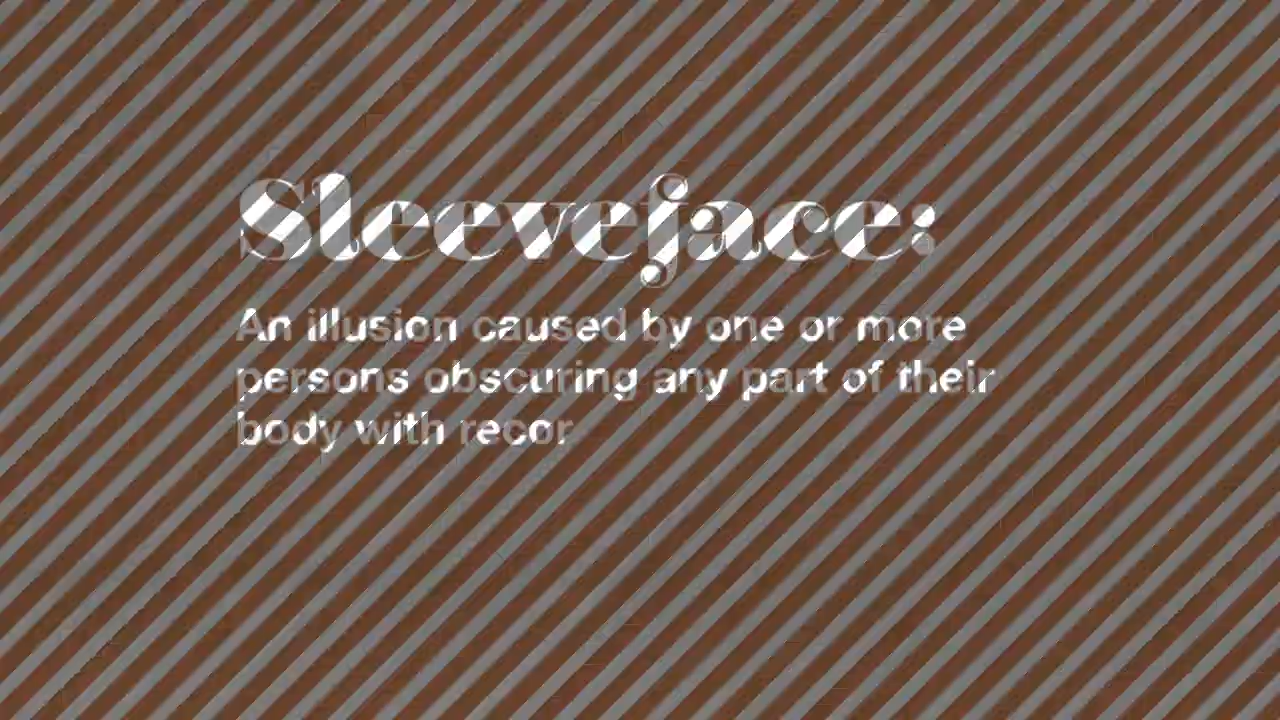 Sleeveface:
An illusion caused by one or more
persons obscuring any part of their
body with recor